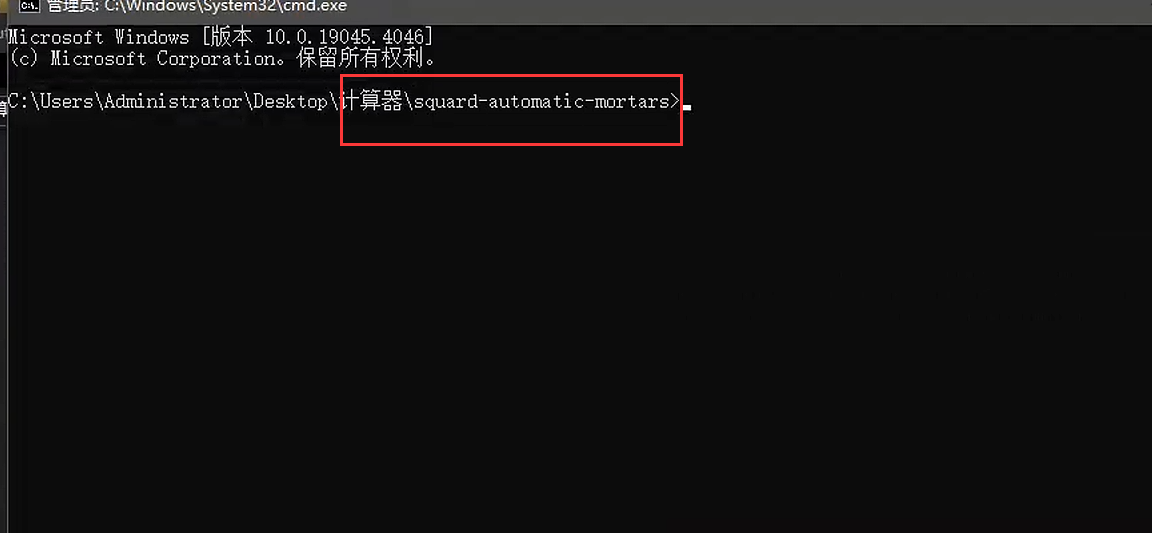 管理员: C:\Windows\System32\cmd.exe
Microsoft Windows [版本 10.0.19045.4046]
(c) Microsoft Corporation。保留所有权利。
C:\Users\Administrator\Desktop\计算器\squard-automatic-mortars>